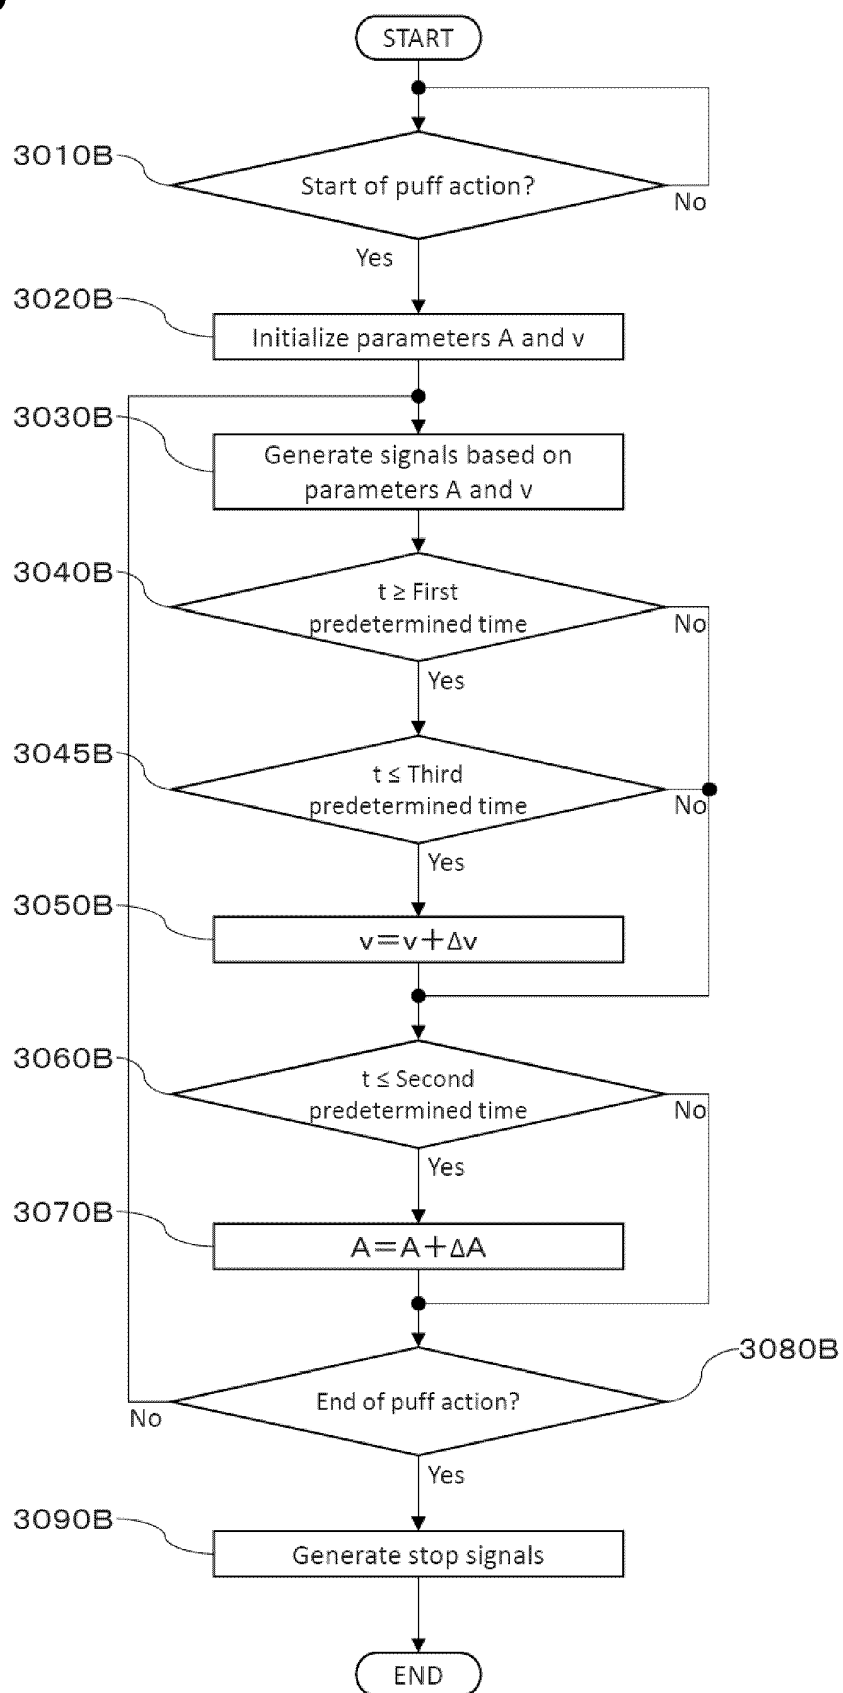 START
3010B
Start of puff action?
No
Yes
3020B
Initialize parameters A and v
3030B
Generate signals based on
parameters A and v
3040B
t ≥ First
predetermined time
No
Yes
3045B
t ≤ Third
predetermined time
No
Yes
3050B
v=v+Δv
3060B
t ≤ Second
predetermined time
No
Yes
3070B
A=A+ΔA
3080B
End of puff action?
No
Yes
3090B
Generate stop signals
END